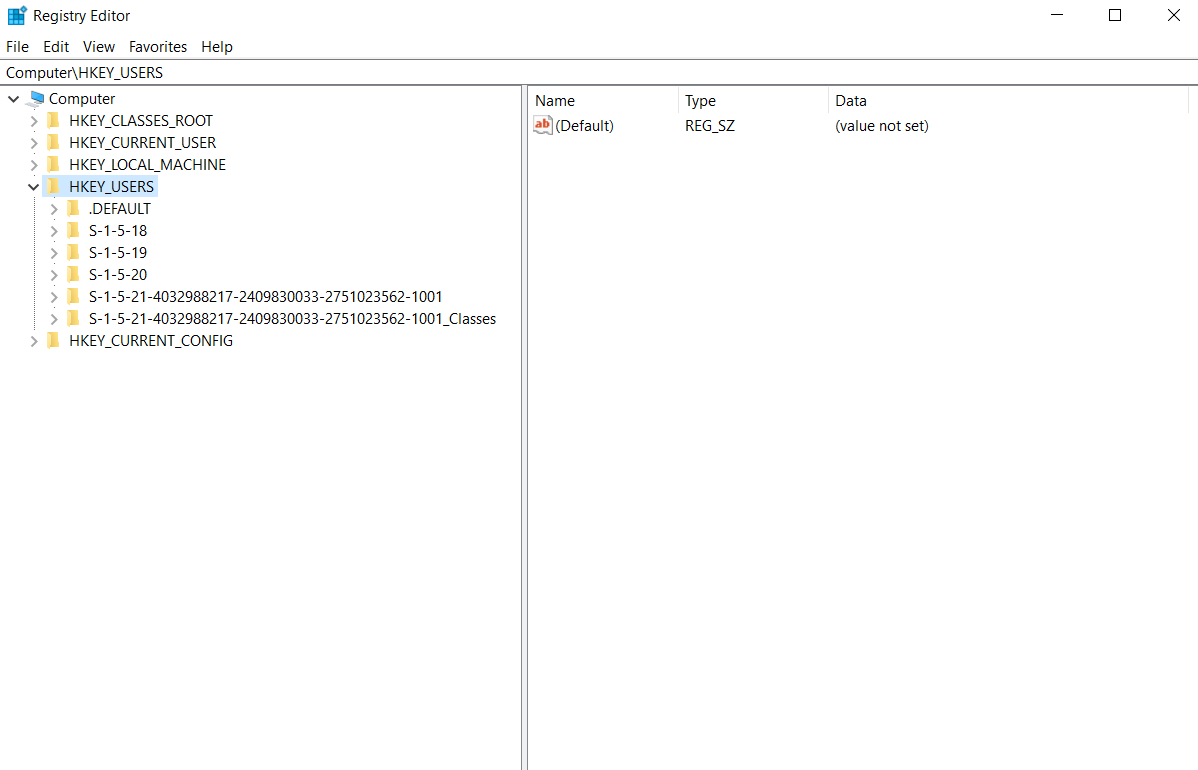 Registry Editor
File Edit View Favorites Help
Computer\HKEY_USERS
Computer
HKEY_CLASSES_ROOT
HKEY_CURRENT_USER
HKEY_LOCAL_MACHINE
HKEY_USERS
.DEFAULT
S-1-5-18
S-1-5-19
S-1-5-20
S-1-5-21-4032988217-2409830033-2751023562-1001
S-1-5-21-4032988217-2409830033-2751023562-1001_Classes
HKEY_CURRENT_CONFIG
Name Type Data
ab (Default) REG_SZ (value not set)